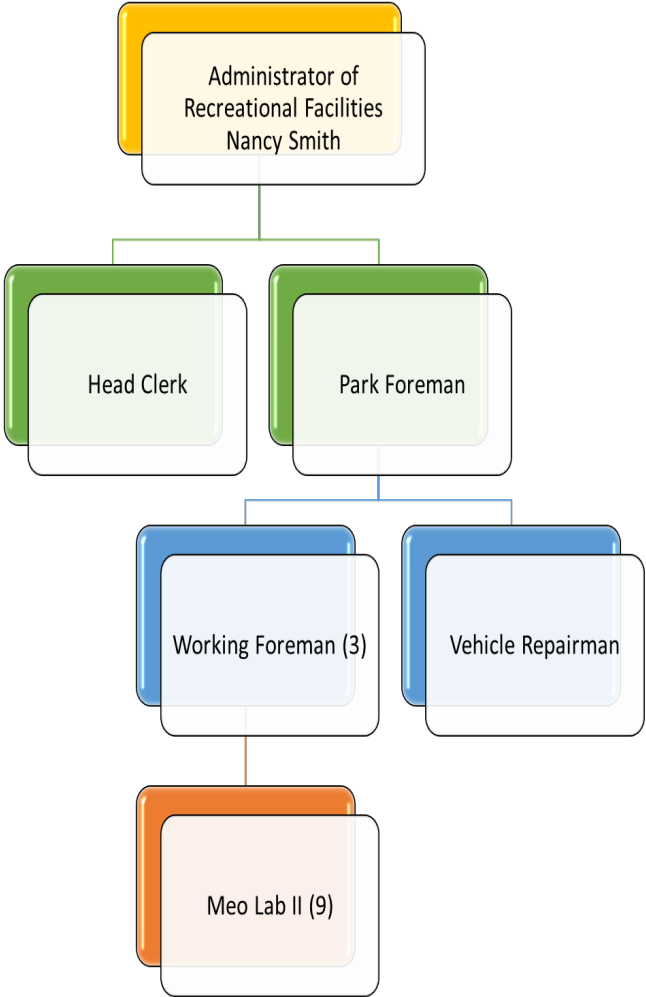 Administrator of
Recreational Facilities
Nancy Smith
Head Clerk
Park Foreman
Working Foreman (3)
Vehicle Repairman
Meo Lab II (9)